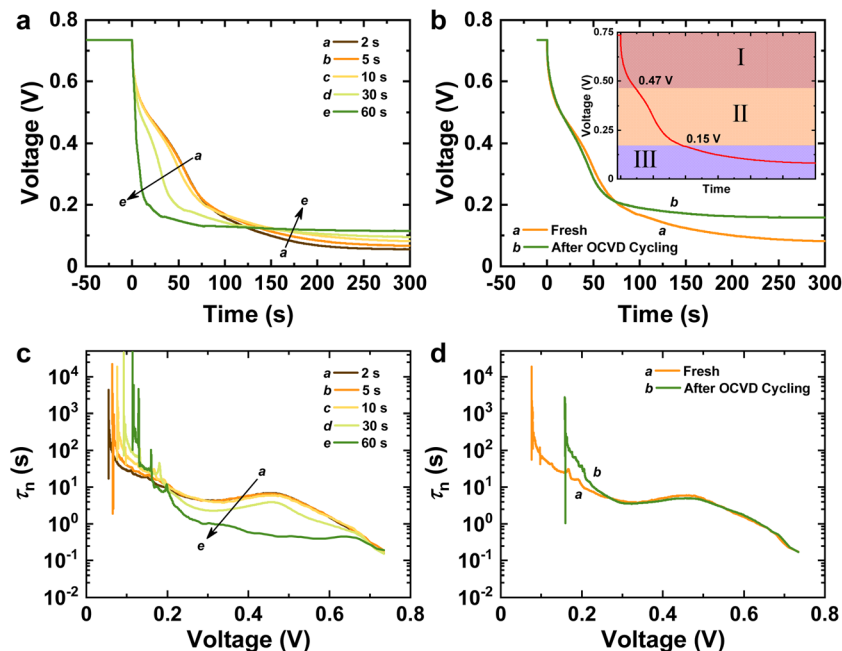 a
0.8
0.6
0.4
0.2
0
Voltage (V)
-50 0 50 100 150 200 250 300
Time (s)
a 2 s
b 5 s
c 10 s
d 30 s
e 60 s
a
e
e
a
b
0.8
0.6
0.4
0.2
0
Voltage (V)
-50 0 50 100 150 200 250 300
Time (s)
a Fresh
b After OCVD Cycling
b
a
0.75
0.50
0.25
0
Voltage (V)
Time
0.47 V
0.15 V
I
II
III
c
10⁴
10³
10²
10¹
10⁰
10⁻¹
10⁻²
τn (s)
0 0.2 0.4 0.6 0.8
Voltage (V)
a 2 s
b 5 s
c 10 s
d 30 s
e 60 s
a
e
d
10⁴
10³
10²
10¹
10⁰
10⁻¹
10⁻²
τn (s)
0 0.2 0.4 0.6 0.8
Voltage (V)
a Fresh
b After OCVD Cycling
b
a